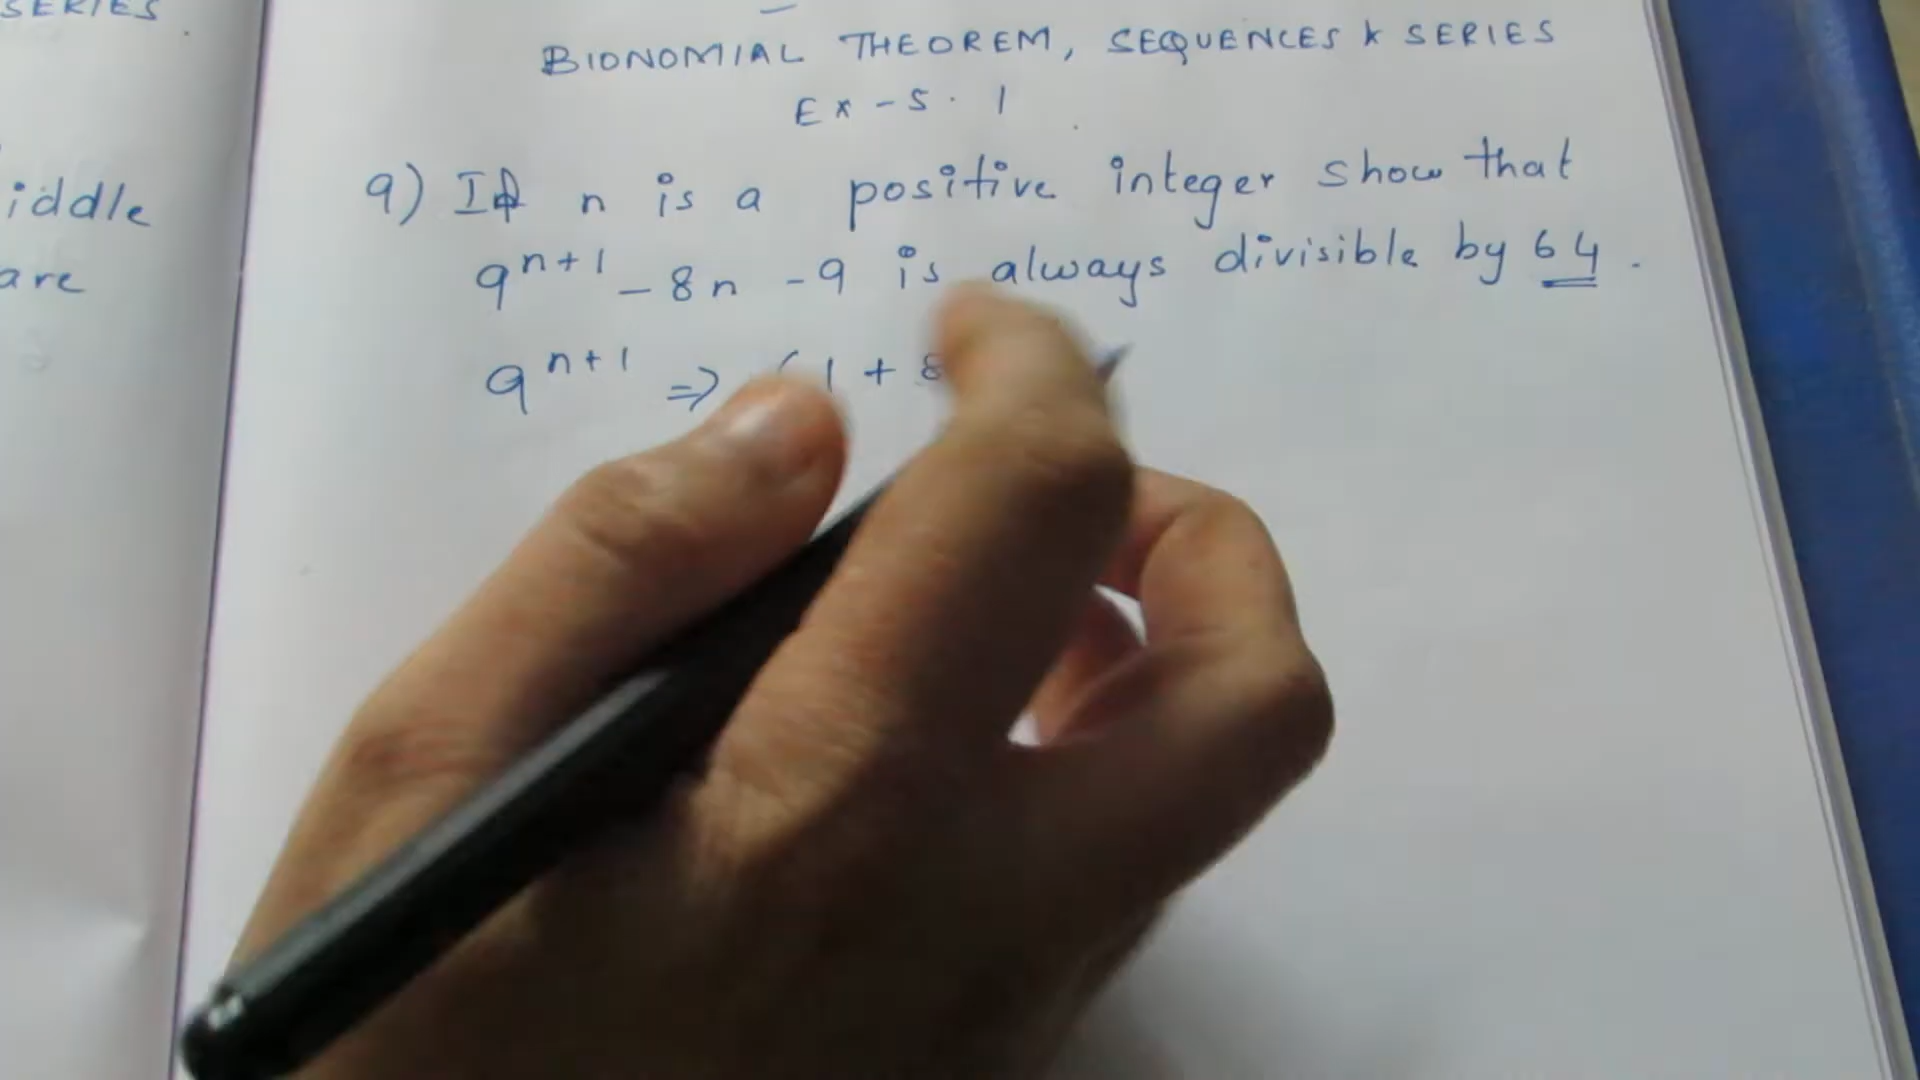 SERIES
iddle
are
BIONOMIAL THEOREM, SEQUENCES & SERIES
Ex - 5. 1
9) If n is a positive integer show that
9^{n+1} - 8n - 9 is always divisible by 64.
9^{n+1} ⇒ (1 + 8